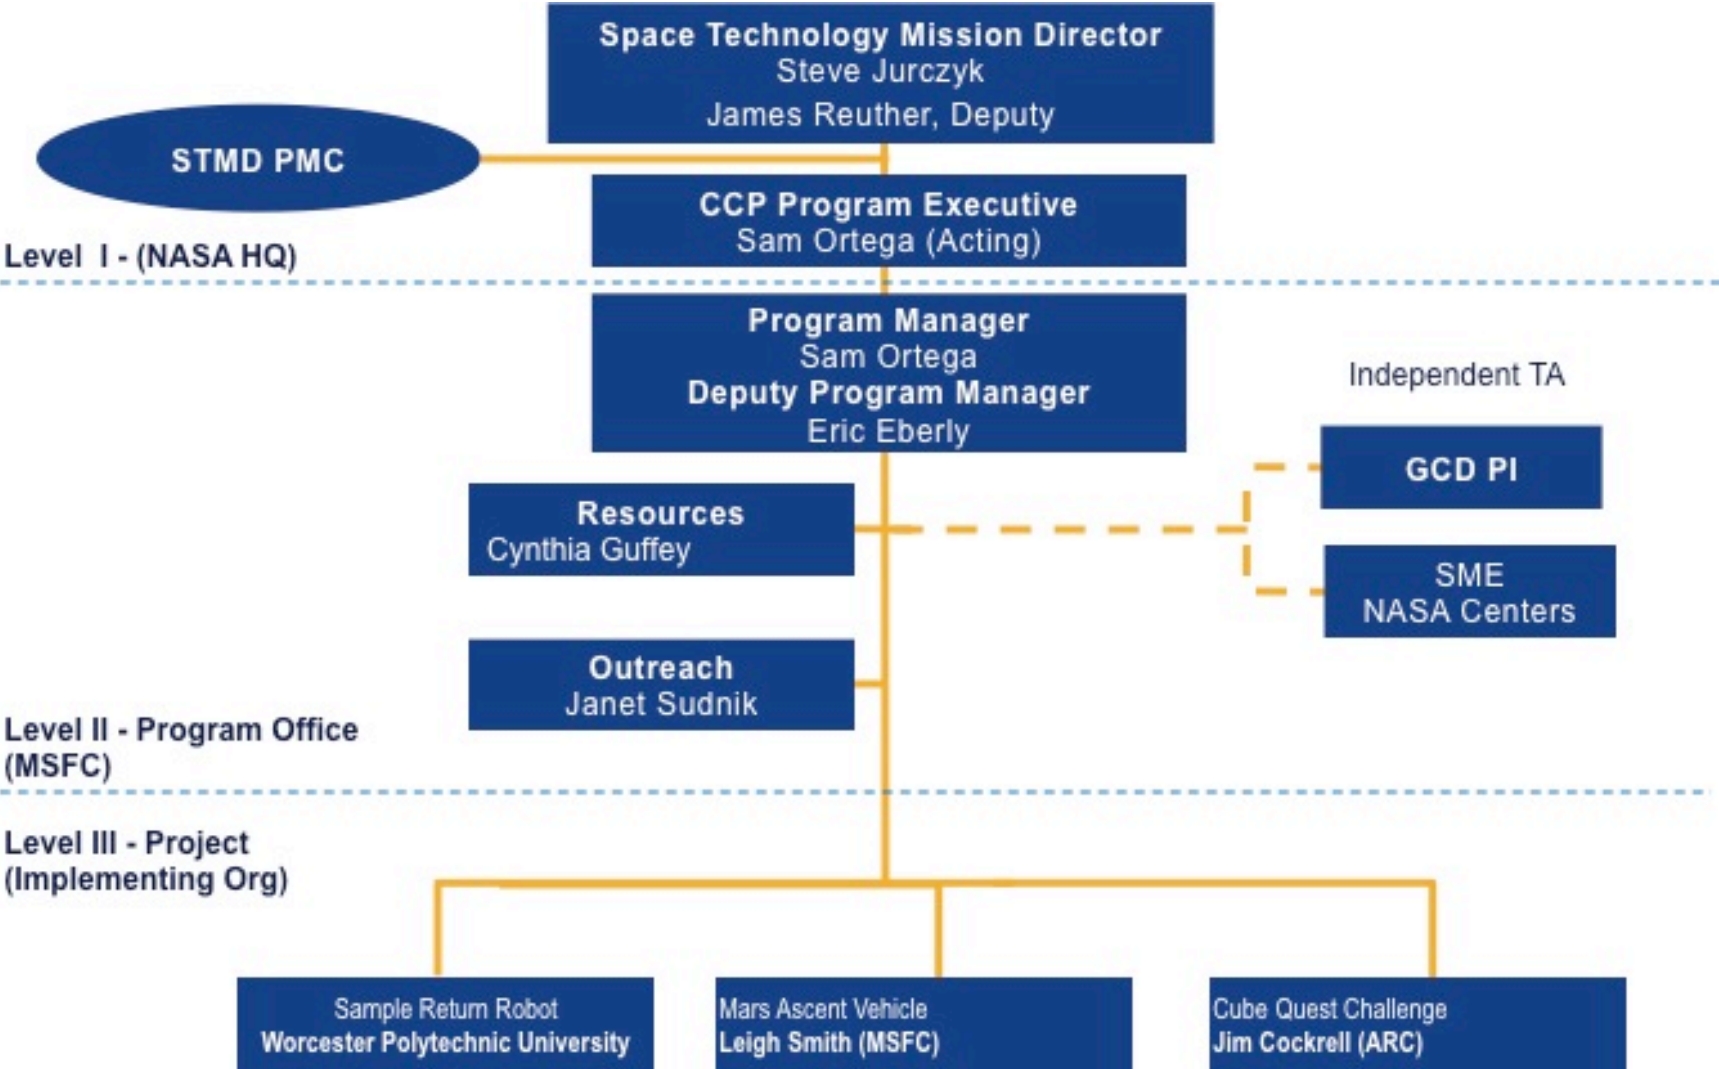 Space Technology Mission Director
Steve Jurczyk
James Reuther, Deputy
STMD PMC
CCP Program Executive
Sam Ortega (Acting)
Level I - (NASA HQ)
Program Manager
Sam Ortega
Deputy Program Manager
Eric Eberly
Independent TA
GCD PI
Resources
Cynthia Guffey
SME
NASA Centers
Outreach
Janet Sudnik
Level II - Program Office
(MSFC)
Level III - Project
(Implementing Org)
Sample Return Robot
Worcester Polytechnic University
Mars Ascent Vehicle
Leigh Smith (MSFC)
Cube Quest Challenge
Jim Cockrell (ARC)